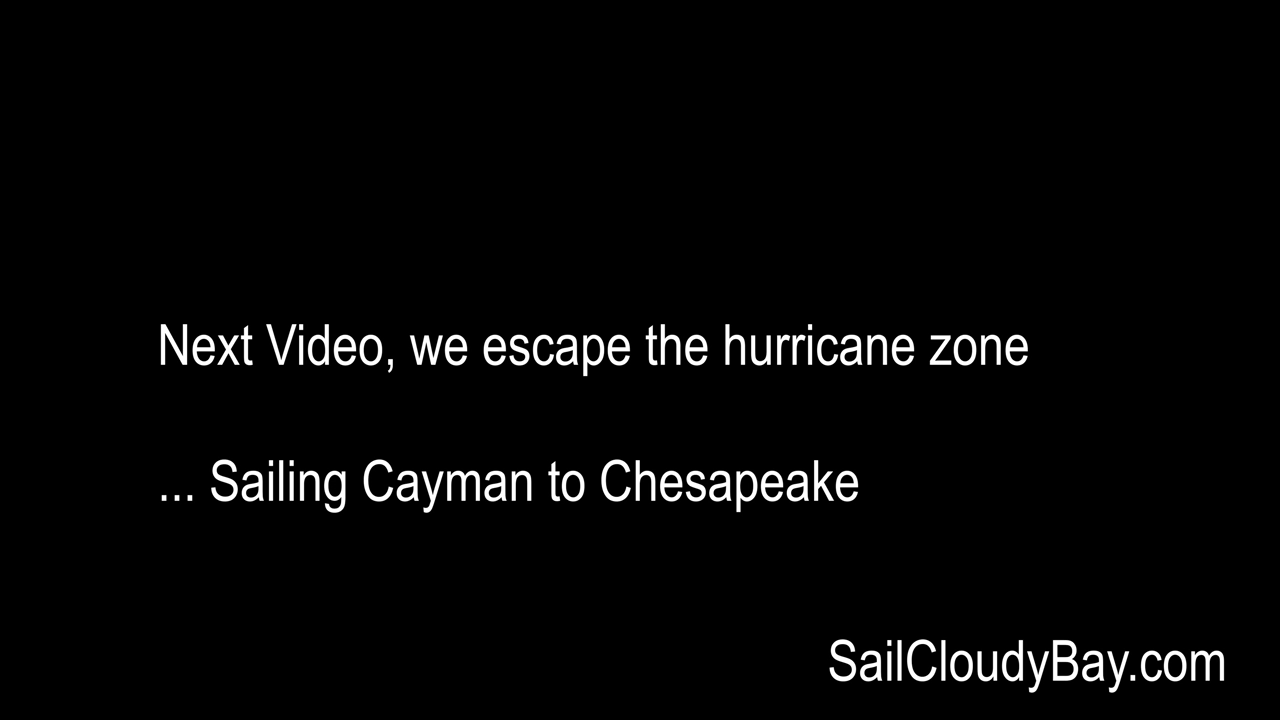 Next Video, we escape the hurricane zone
... Sailing Cayman to Chesapeake
SailCloudyBay.com